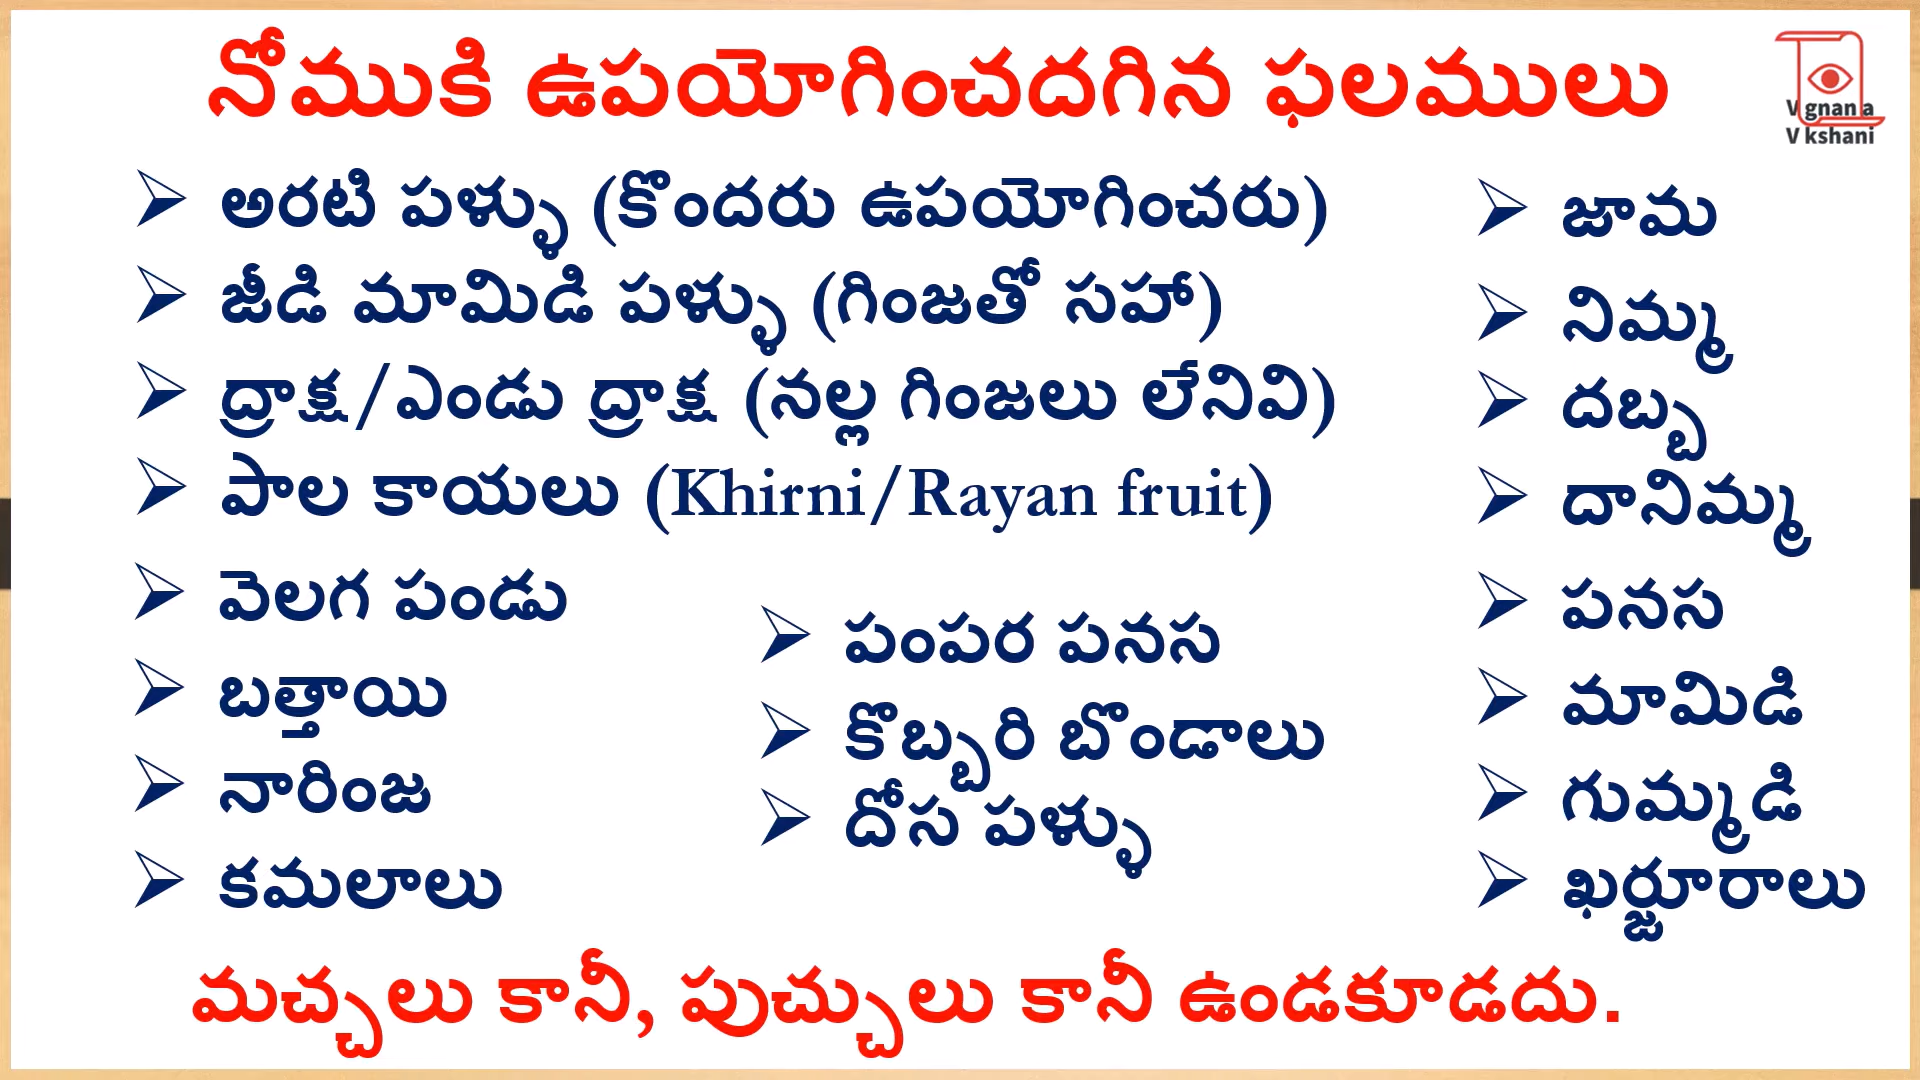 నోముకి ఉపయోగించదగిన ఫలములు
Vignana
Vikshani
అరటి పళ్ళు (కొందరు ఉపయోగించరు)
జీడి మామిడి పళ్ళు (గింజతో సహా)
ద్రాక్ష/ఎండు ద్రాక్ష (నల్ల గింజలు లేనివి)
పాల కాయలు (Khirni/Rayan fruit)
వెలగ పండు
బత్తాయి
నారింజ
కమలాలు
పంపర పనస
కొబ్బరి బొండాలు
దోస పళ్ళు
జామ
నిమ్మ
దబ్బ
దానిమ్మ
పనస
మామిడి
గుమ్మడి
ఖర్జూరాలు
మచ్చలు కానీ, పుచ్చులు కానీ ఉండకూడదు.